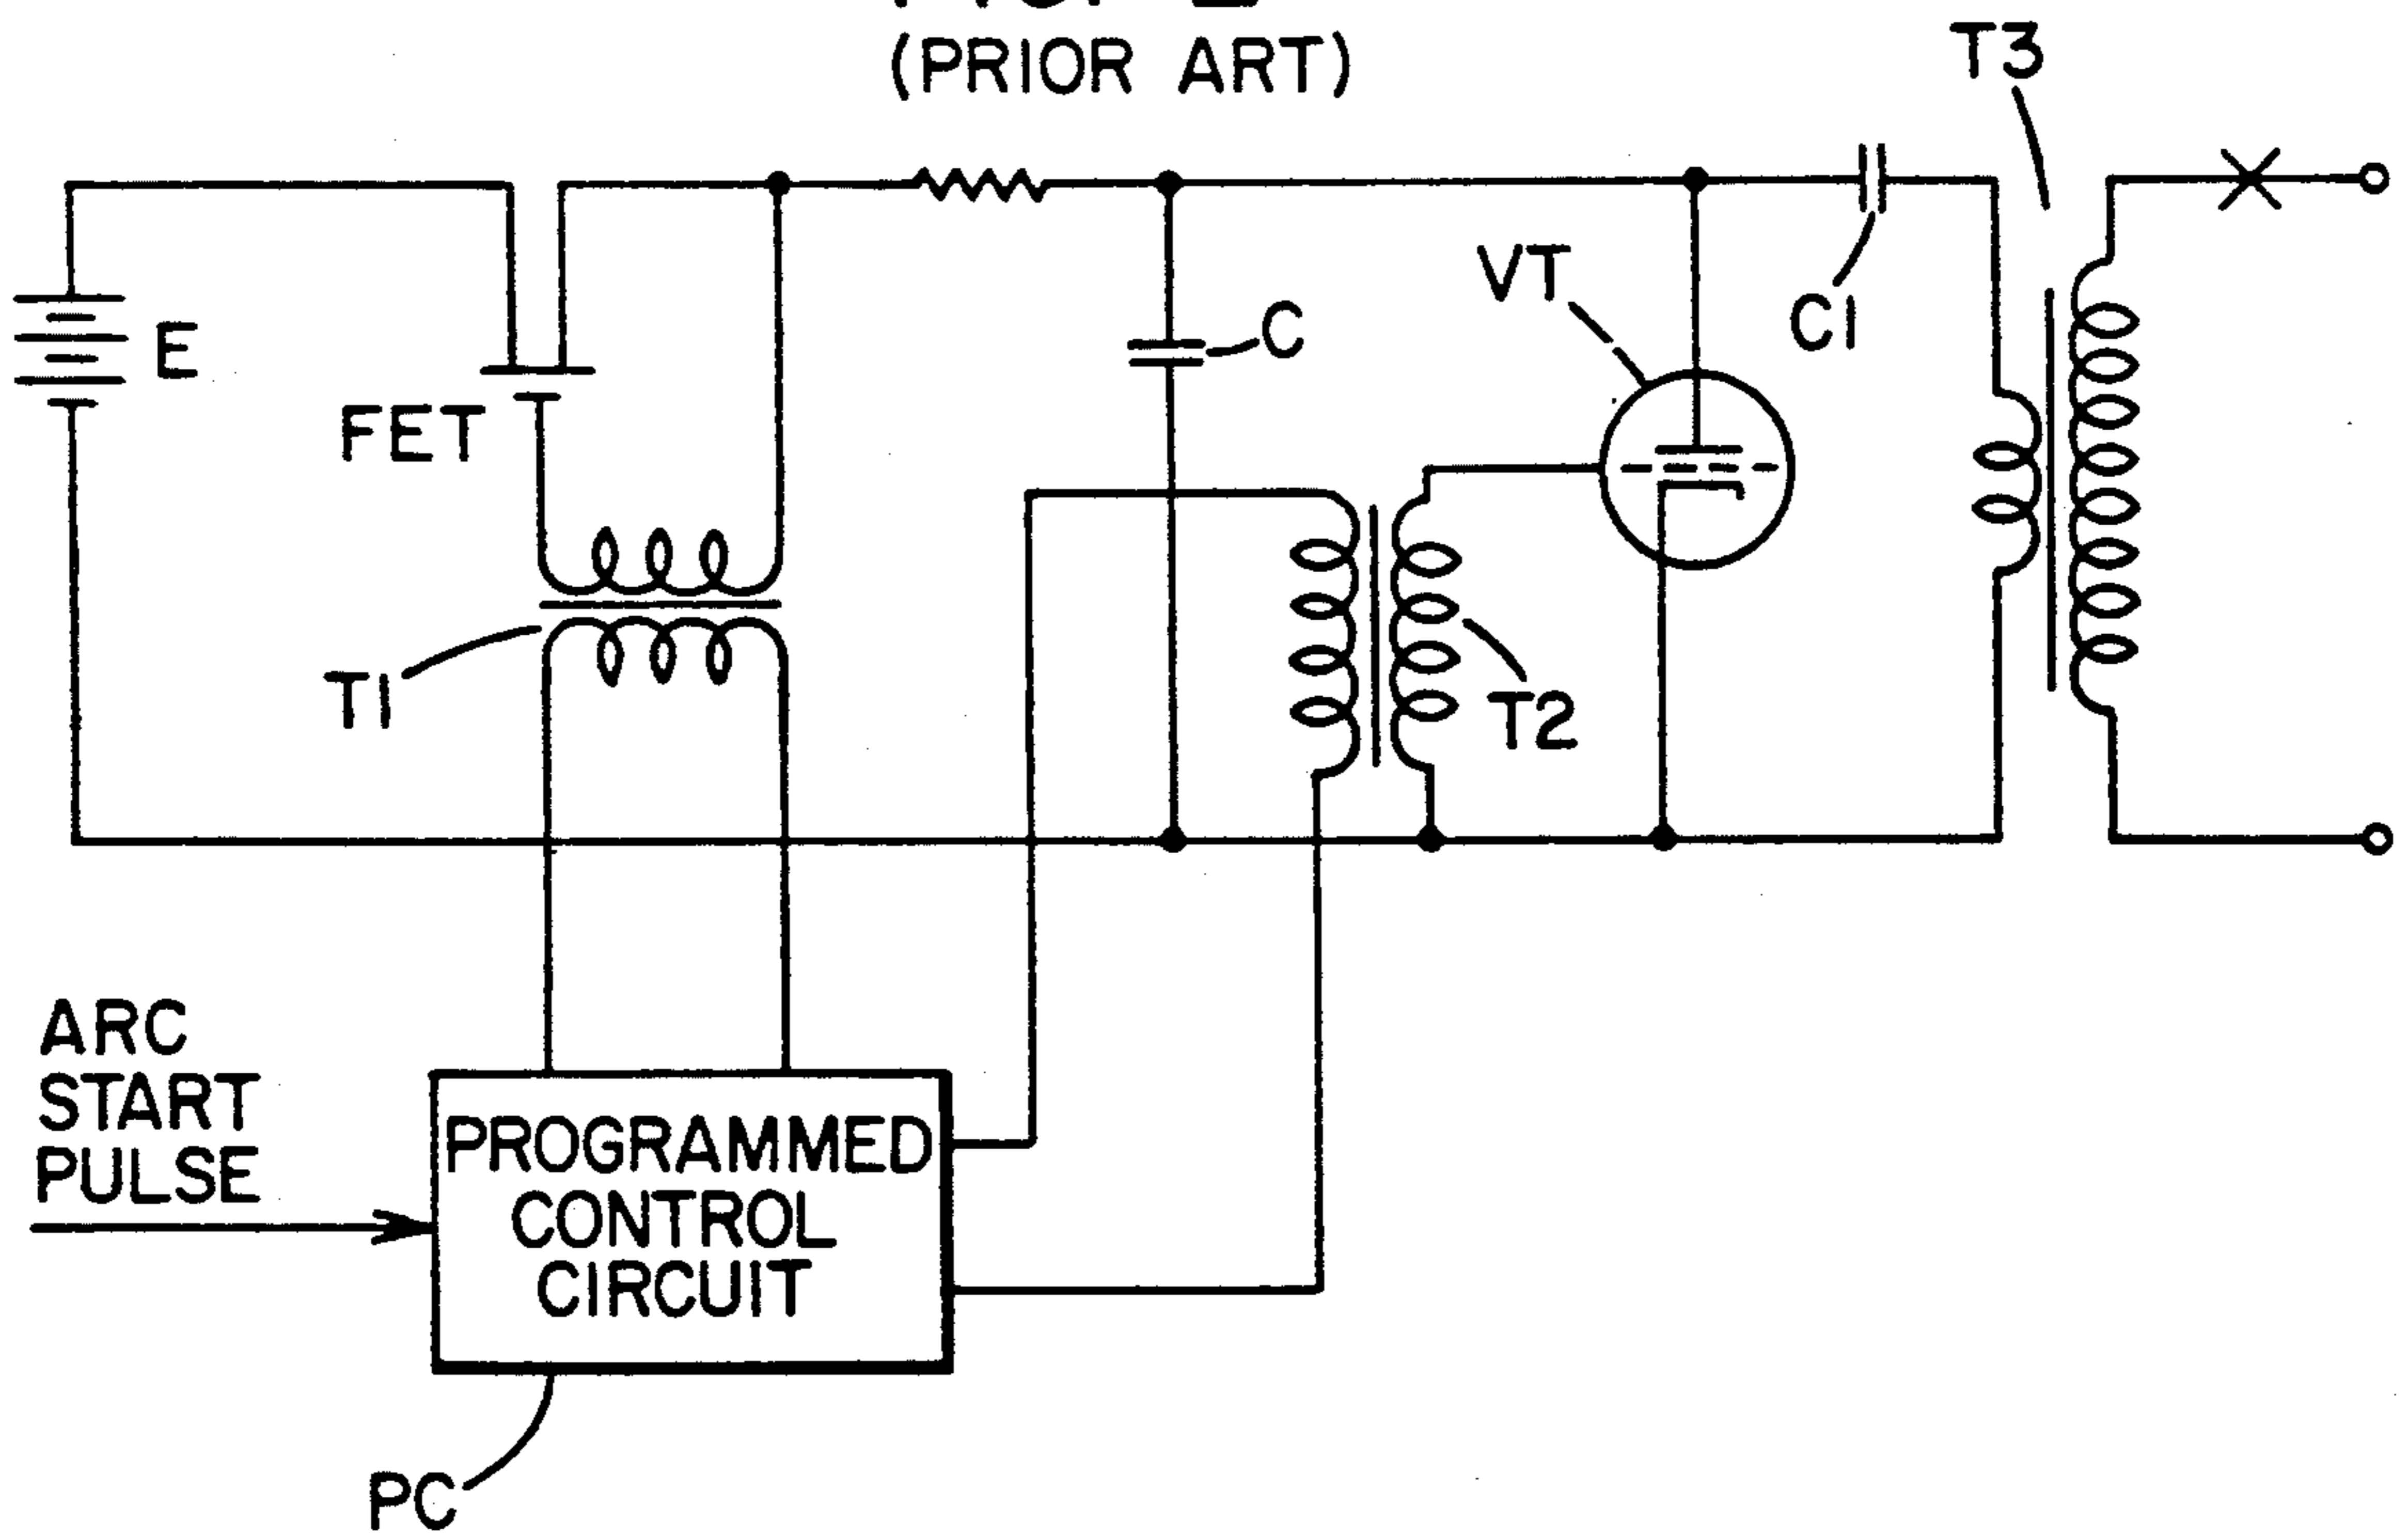 (PRIOR ART)
T3
E
FET
C
VT
C1
T1
T2
ARC
START
PULSE
PROGRAMMED
CONTROL
CIRCUIT
PC